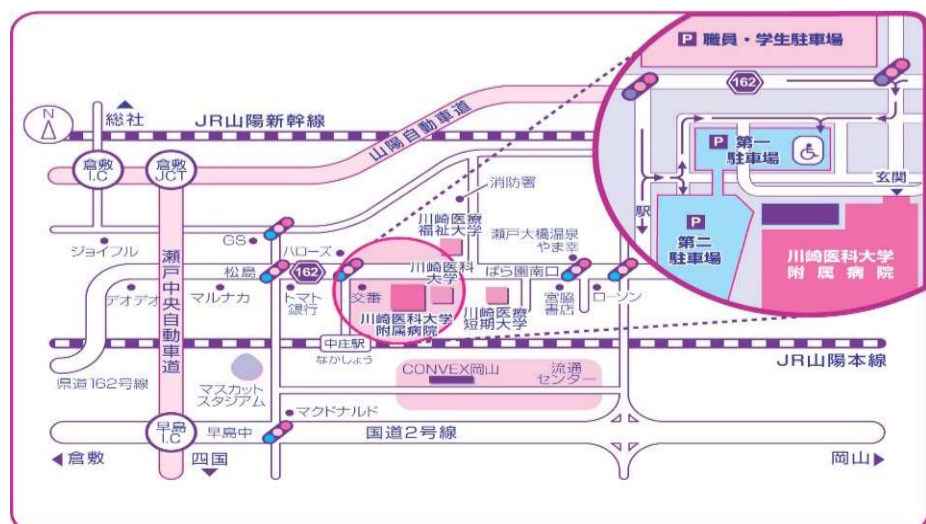 P 職員・学生駐車場
162
P 第一
駐車場
玄関
駅
P
第二
駐車場
川崎医科大学
附属病院
N
総社
JR山陽新幹線
山陽自動車道
倉敷
I.C
倉敷
JCT
消防署
川崎医療
福祉大学
瀬戸大橋温泉
やま幸
ジョイフル
GS
ハローズ
松島
162
川崎医科
大学
ばら園南口
デオデオ
マルナカ
トマト
銀行
交番
川崎医科大学
附属病院
川崎医療
短期大学
宮脇
書店
ローソン
瀬戸中央自動車道
中庄駅
なかしょう
JR山陽本線
県道162号線
マスカット
スタジアム
CONVEX岡山
流通
センター
マクドナルド
早島
I.C
早島中
国道2号線
倉敷
四国
岡山